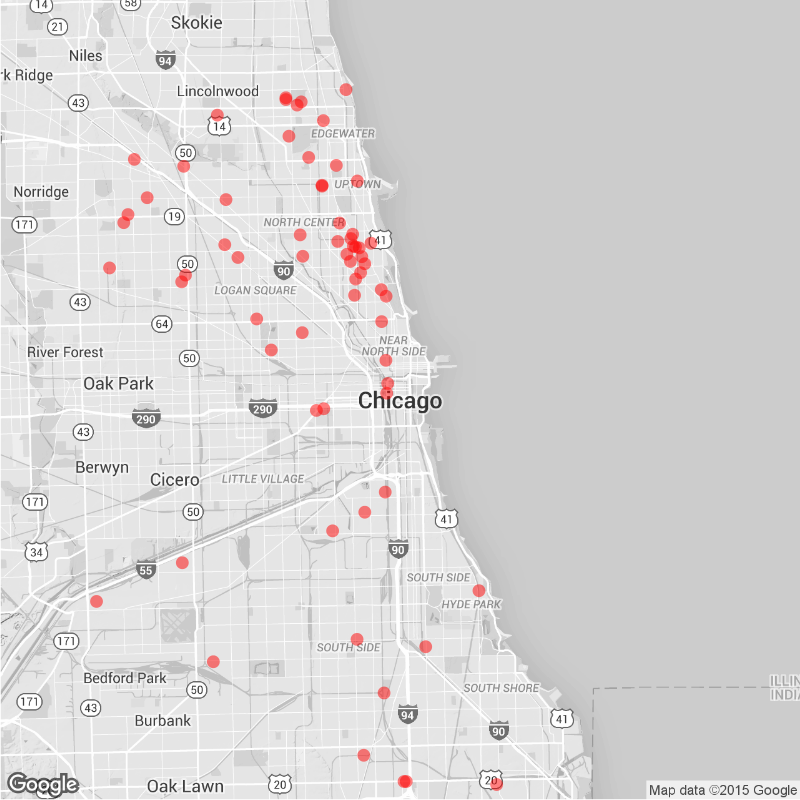 14
58
Skokie
21
Niles
94
rk Ridge
Lincolnwood
43
14
EDGEWATER
50
Norridge
UPTOWN
19
171
NORTH CENTER
41
50
90
LOGAN SQUARE
43
64
NEAR
NORTH SIDE
River Forest
50
Oak Park
Chicago
290
290
43
Berwyn
Cicero
LITTLE VILLAGE
171
50
41
34
90
55
SOUTH SIDE
HYDE PARK
171
SOUTH SIDE
Bedford Park
ILLIN
INDIA
50
SOUTH SHORE
171
43
94
Burbank
41
90
20
20
Oak Lawn
Google
Map data ©2015 Google